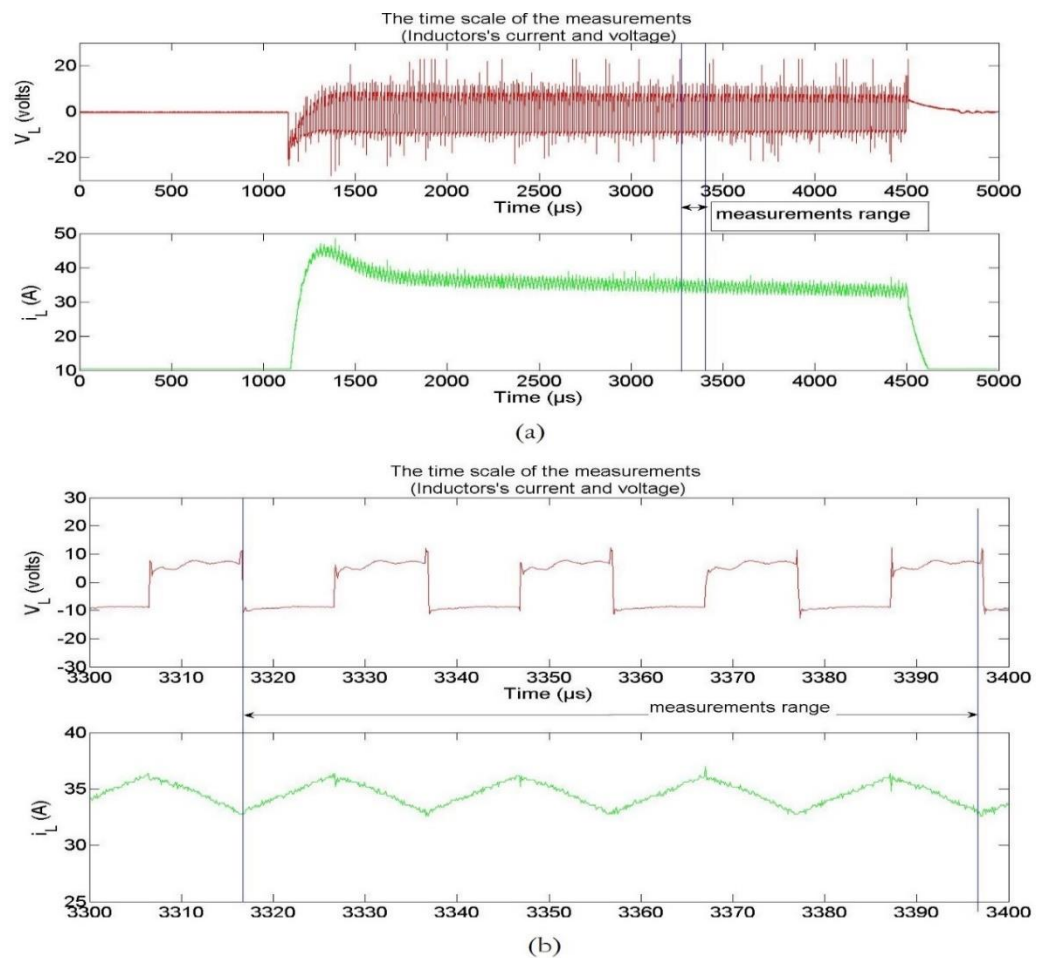 The time scale of the measurements
(Inductors's current and voltage)
V_L (volts)
20
0
-20
0 500 1000 1500 2000 2500 3000 3500 4000 4500 5000
Time (µs)
measurements range
i_L (A)
50
40
30
20
10
0 500 1000 1500 2000 2500 3000 3500 4000 4500 5000
Time (µs)
(a)
The time scale of the measurements
(Inductors's current and voltage)
V_L (volts)
30
20
10
0
-10
-20
-30
3300 3310 3320 3330 3340 3350 3360 3370 3380 3390 3400
Time (µs)
measurements range
i_L (A)
40
35
30
25
3300 3310 3320 3330 3340 3350 3360 3370 3380 3390 3400
(b)